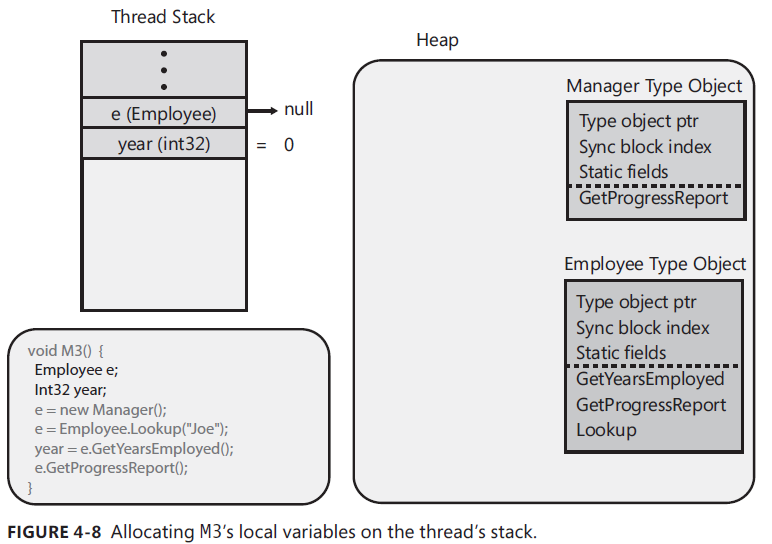 Thread Stack
e (Employee)
null
year (int32)
= 0
Heap
Manager Type Object
Type object ptr
Sync block index
Static fields
GetProgressReport
Employee Type Object
Type object ptr
Sync block index
Static fields
GetYearsEmployed
GetProgressReport
Lookup
void M3() {
Employee e;
Int32 year;
e = new Manager();
e = Employee.Lookup("Joe");
year = e.GetYearsEmployed();
e.GetProgressReport();
}
FIGURE 4-8 Allocating M3's local variables on the thread's stack.